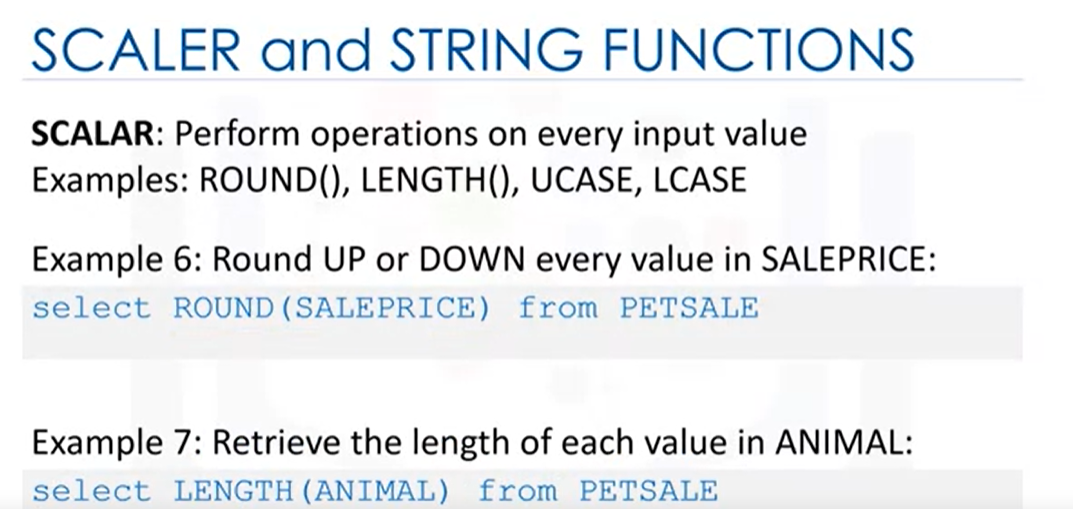 SCALER and STRING FUNCTIONS
SCALAR: Perform operations on every input value
Examples: ROUND(), LENGTH(), UCASE, LCASE
Example 6: Round UP or DOWN every value in SALEPRICE:
select ROUND(SALEPRICE) from PETSALE
Example 7: Retrieve the length of each value in ANIMAL:
select LENGTH(ANIMAL) from PETSALE